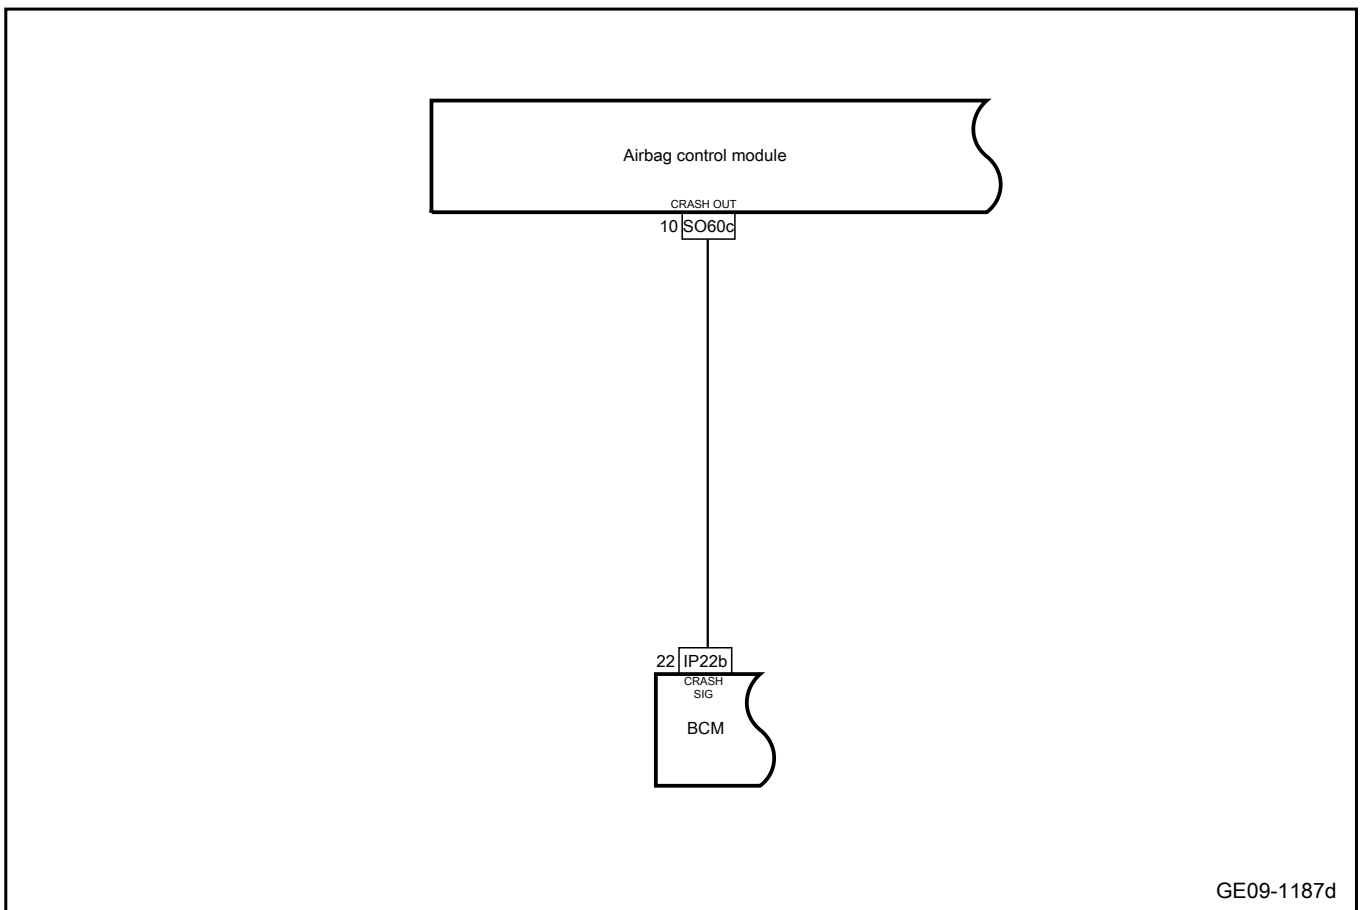 Airbag control module
CRASH OUT
10 SO60c
22 IP22b
CRASH
SIG
BCM
GE09-1187d